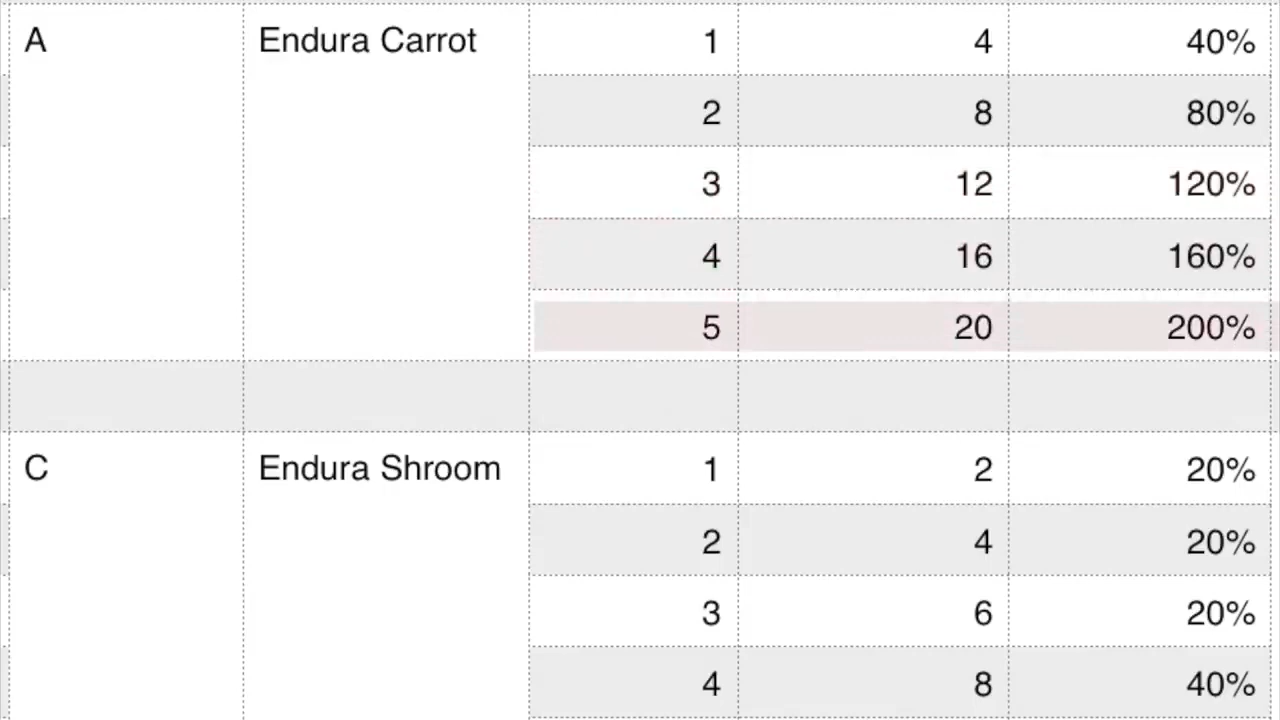 A Endura Carrot 1 4 40%
2 8 80%
3 12 120%
4 16 160%
5 20 200%
C Endura Shroom 1 2 20%
2 4 20%
3 6 20%
4 8 40%